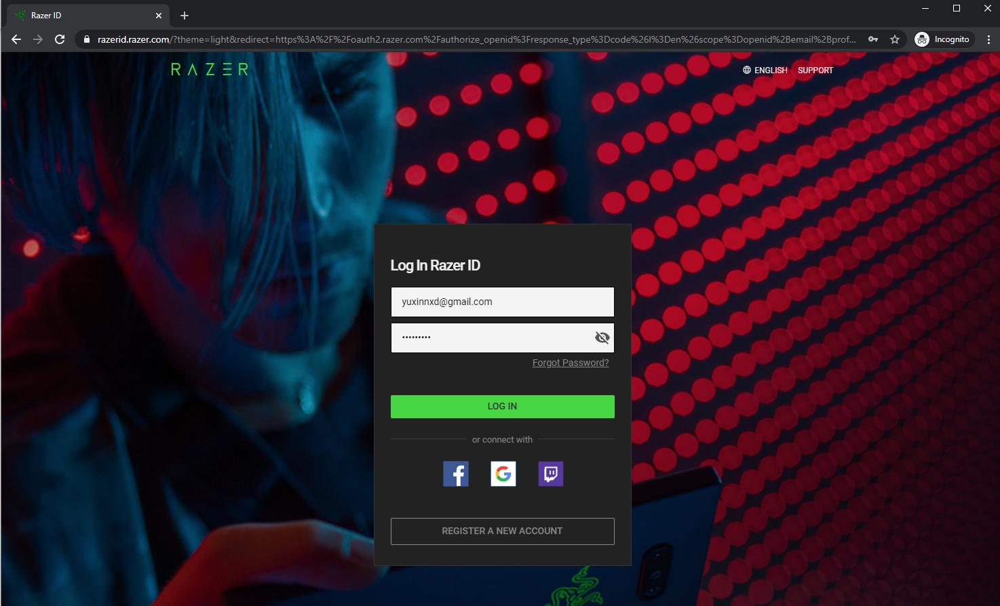 Razer ID
razerid.razer.com/?theme=light&redirect=https%3A%2F%2Foauth2.razer.com%2Fauthorize_openid%3Fresponse_type%3Dcode%26l%3Den%26scope%3Dopenid%2Bemail%2Bprof...
Incognito
RAZER
ENGLISH SUPPORT
Log In Razer ID
yuxinnxd@gmail.com
•••••••••
Forgot Password?
LOG IN
or connect with
REGISTER A NEW ACCOUNT